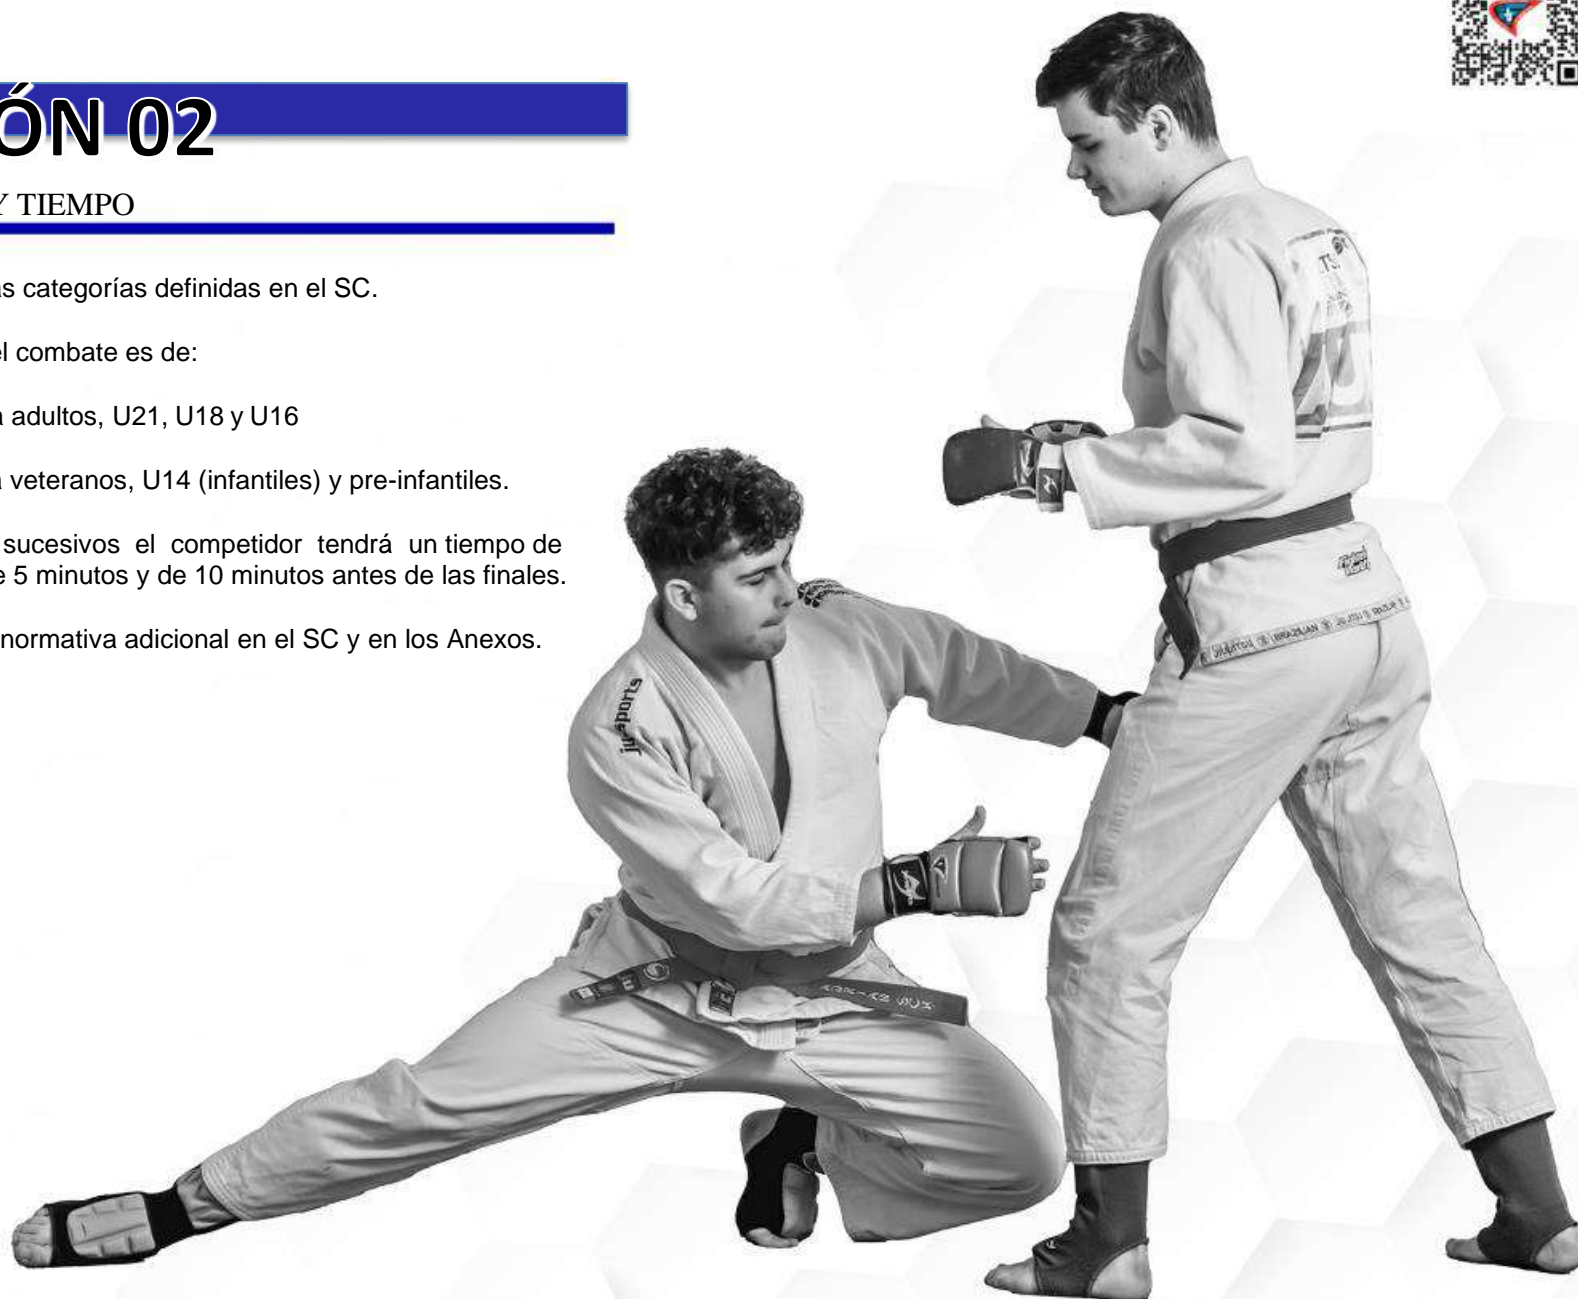 ÓN 02
Y TIEMPO
as categorías definidas en el SC.
el combate es de:
a adultos, U21, U18 y U16
a veteranos, U14 (infantiles) y pre-infantiles.
sucesivos el competidor tendrá un tiempo de
e 5 minutos y de 10 minutos antes de las finales.
normativa adicional en el SC y en los Anexos.
ju-sports